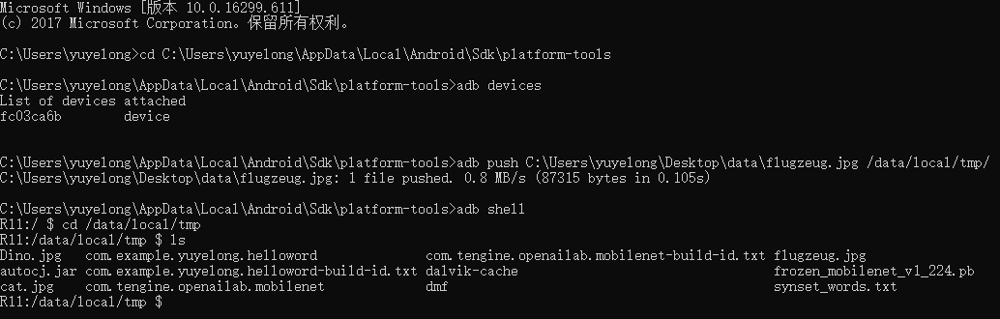 Microsoft Windows [版本 10.0.16299.611]
(c) 2017 Microsoft Corporation。保留所有权利。
C:\Users\yuyelong>cd C:\Users\yuyelong\AppData\Local\Android\Sdk\platform-tools
C:\Users\yuyelong\AppData\Local\Android\Sdk\platform-tools>adb devices
List of devices attached
fc03ca6b        device
C:\Users\yuyelong\AppData\Local\Android\Sdk\platform-tools>adb push C:\Users\yuyelong\Desktop\data\flugzeug.jpg /data/local/tmp/
C:\Users\yuyelong\Desktop\data\flugzeug.jpg: 1 file pushed. 0.8 MB/s (87315 bytes in 0.105s)
C:\Users\yuyelong\AppData\Local\Android\Sdk\platform-tools>adb shell
R11:/ $ cd /data/local/tmp
R11:/data/local/tmp $ ls
Dino.jpg   com.example.yuyelong.helloword              com.tengine.openailab.mobilenet-build-id.txt flugzeug.jpg
autocj.jar com.example.yuyelong.helloword-build-id.txt dalvik-cache                                 frozen_mobilenet_v1_224.pb
cat.jpg    com.tengine.openailab.mobilenet             dmf                                          synset_words.txt
R11:/data/local/tmp $